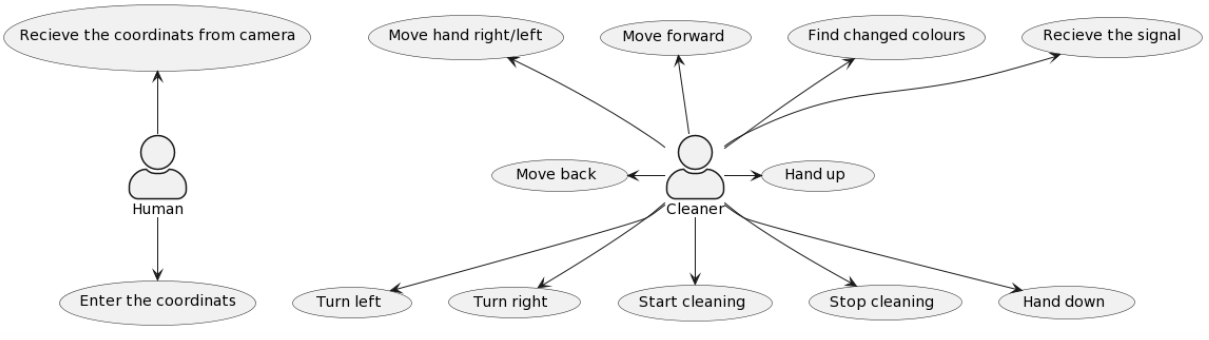 Recieve the coordinats from camera
Move hand right/left
Move forward
Find changed colours
Recieve the signal
Move back
Hand up
Human
Cleaner
Enter the coordinats
Turn left
Turn right
Start cleaning
Stop cleaning
Hand down